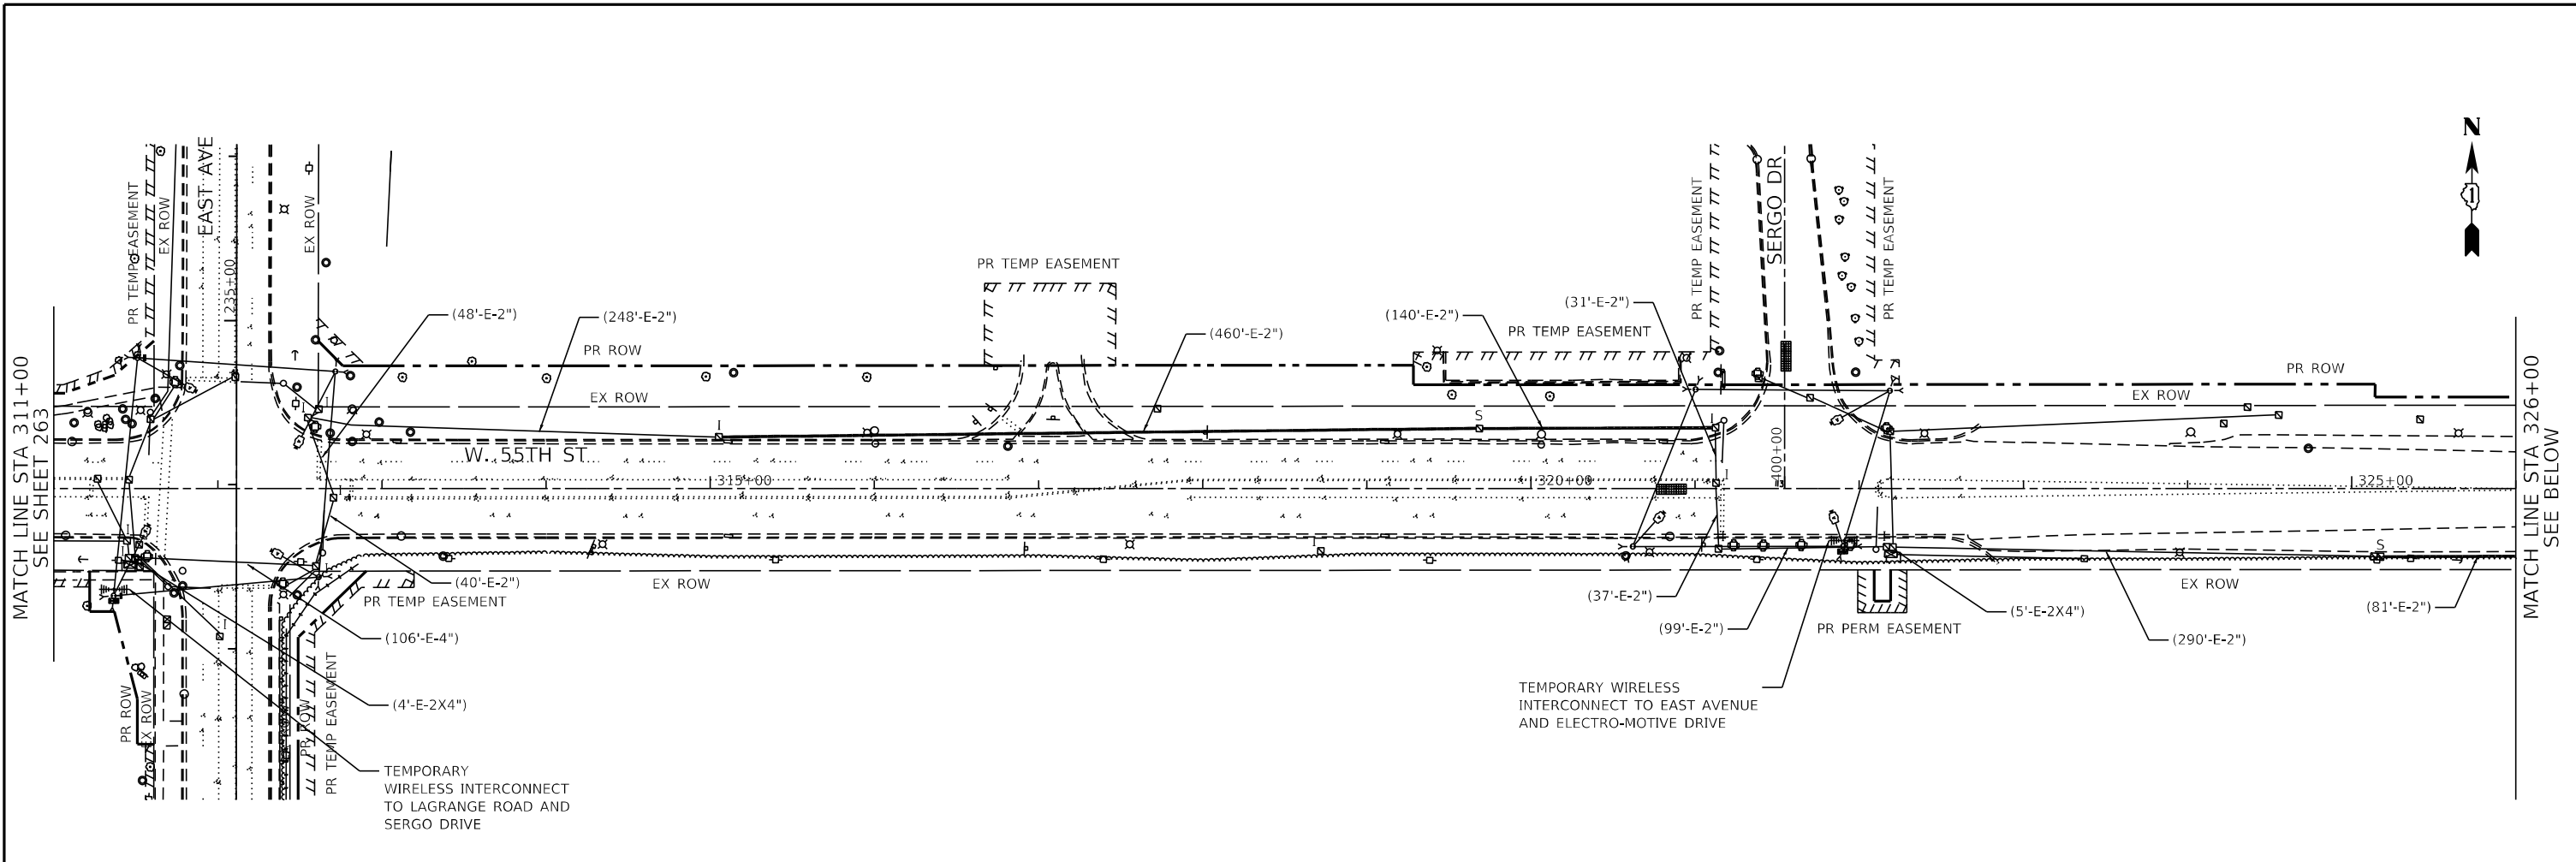 MATCH LINE STA 311+00
SEE SHEET 263
PR TEMP EASEMENT
EX ROW
EAST AVE
235+00
EX ROW
(48'-E-2")
(248'-E-2")
PR ROW
EX ROW
W. 55TH ST
PR TEMP EASEMENT
(460'-E-2")
(140'-E-2")
PR TEMP EASEMENT
(31'-E-2")
PR TEMP EASEMENT
SERGO DR
PR TEMP EASEMENT
N
1
PR ROW
EX ROW
I
I
S
I
I
315+00
320+00
400+00
325+00
S
I
I
(40'-E-2")
PR TEMP EASEMENT
EX ROW
(106'-E-4")
(4'-E-2X4")
PR ROW
EX ROW
PR ROW
PR TEMP EASEMENT
TEMPORARY
WIRELESS INTERCONNECT
TO LAGRANGE ROAD AND
SERGO DRIVE
(37'-E-2")
(99'-E-2")
PR PERM EASEMENT
(5'-E-2X4")
(290'-E-2")
EX ROW
(81'-E-2")
TEMPORARY WIRELESS
INTERCONNECT TO EAST AVENUE
AND ELECTRO-MOTIVE DRIVE
MATCH LINE STA 326+00
SEE BELOW